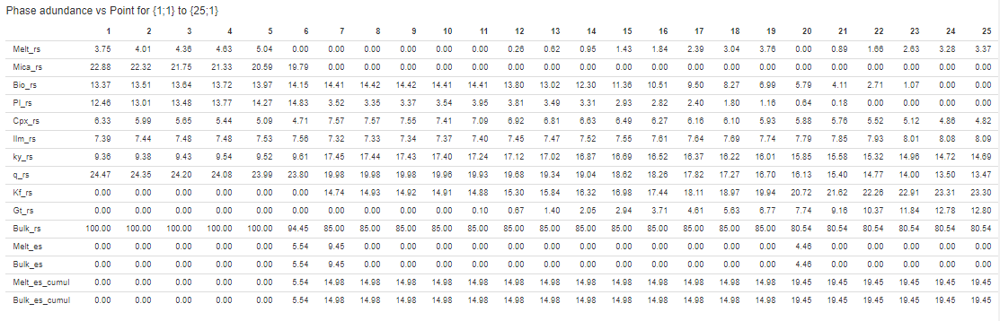 Phase adundance vs Point for {1;1} to {25;1}
1 2 3 4 5 6 7 8 9 10 11 12 13 14 15 16 17 18 19 20 21 22 23 24 25
Melt_rs 3.75 4.01 4.36 4.63 5.04 0.00 0.00 0.00 0.00 0.00 0.00 0.26 0.62 0.95 1.43 1.84 2.39 3.04 3.76 0.00 0.89 1.66 2.63 3.28 3.37
Mica_rs 22.88 22.32 21.75 21.33 20.59 19.79 0.00 0.00 0.00 0.00 0.00 0.00 0.00 0.00 0.00 0.00 0.00 0.00 0.00 0.00 0.00 0.00 0.00 0.00 0.00
Bio_rs 13.37 13.51 13.64 13.72 13.97 14.15 14.41 14.42 14.42 14.41 14.41 13.80 13.02 12.30 11.36 10.51 9.50 8.27 6.99 5.79 4.11 2.71 1.07 0.00 0.00
Pl_rs 12.46 13.01 13.48 13.77 14.27 14.83 3.52 3.35 3.37 3.54 3.95 3.81 3.49 3.31 2.93 2.82 2.40 1.80 1.16 0.64 0.18 0.00 0.00 0.00 0.00
Cpx_rs 6.33 5.99 5.65 5.44 5.09 4.71 7.57 7.57 7.55 7.41 7.09 6.92 6.81 6.63 6.49 6.27 6.16 6.10 5.93 5.88 5.76 5.52 5.12 4.86 4.82
Ilm_rs 7.39 7.44 7.48 7.48 7.53 7.56 7.32 7.33 7.34 7.37 7.40 7.45 7.47 7.52 7.55 7.61 7.64 7.69 7.74 7.79 7.85 7.93 8.01 8.08 8.09
ky_rs 9.36 9.38 9.43 9.54 9.52 9.61 17.45 17.44 17.43 17.40 17.24 17.12 17.02 16.87 16.69 16.52 16.37 16.22 16.01 15.85 15.58 15.32 14.96 14.72 14.69
q_rs 24.47 24.35 24.20 24.08 23.99 23.80 19.98 19.98 19.98 19.96 19.93 19.68 19.34 19.04 18.62 18.26 17.82 17.27 16.70 16.13 15.40 14.77 14.00 13.50 13.47
Kf_rs 0.00 0.00 0.00 0.00 0.00 0.00 14.74 14.93 14.92 14.91 14.88 15.30 15.84 16.32 16.98 17.44 18.11 18.97 19.94 20.72 21.62 22.26 22.91 23.31 23.30
Gt_rs 0.00 0.00 0.00 0.00 0.00 0.00 0.00 0.00 0.00 0.00 0.10 0.67 1.40 2.05 2.94 3.71 4.61 5.63 6.77 7.74 9.16 10.37 11.84 12.78 12.80
Bulk_rs 100.00 100.00 100.00 100.00 100.00 94.45 85.00 85.00 85.00 85.00 85.00 85.00 85.00 85.00 85.00 85.00 85.00 85.00 85.00 80.54 80.54 80.54 80.54 80.54 80.54
Melt_es 0.00 0.00 0.00 0.00 0.00 5.54 9.45 0.00 0.00 0.00 0.00 0.00 0.00 0.00 0.00 0.00 0.00 0.00 0.00 4.46 0.00 0.00 0.00 0.00 0.00
Bulk_es 0.00 0.00 0.00 0.00 0.00 5.54 9.45 0.00 0.00 0.00 0.00 0.00 0.00 0.00 0.00 0.00 0.00 0.00 0.00 4.46 0.00 0.00 0.00 0.00 0.00
Melt_es_cumul 0.00 0.00 0.00 0.00 0.00 5.54 14.98 14.98 14.98 14.98 14.98 14.98 14.98 14.98 14.98 14.98 14.98 14.98 14.98 19.45 19.45 19.45 19.45 19.45 19.45
Bulk_es_cumul 0.00 0.00 0.00 0.00 0.00 5.54 14.98 14.98 14.98 14.98 14.98 14.98 14.98 14.98 14.98 14.98 14.98 14.98 14.98 19.45 19.45 19.45 19.45 19.45 19.45